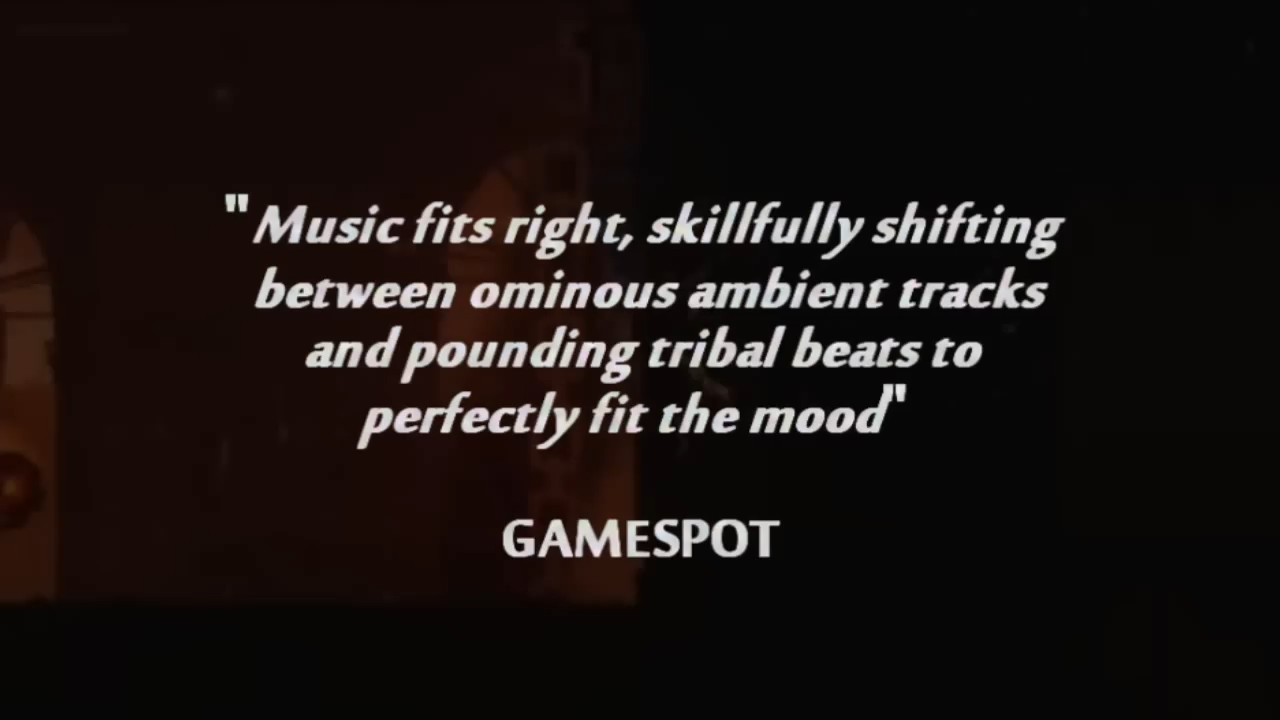 "Music fits right, skillfully shifting
between ominous ambient tracks
and pounding tribal beats to
perfectly fit the mood"
GAMESPOT